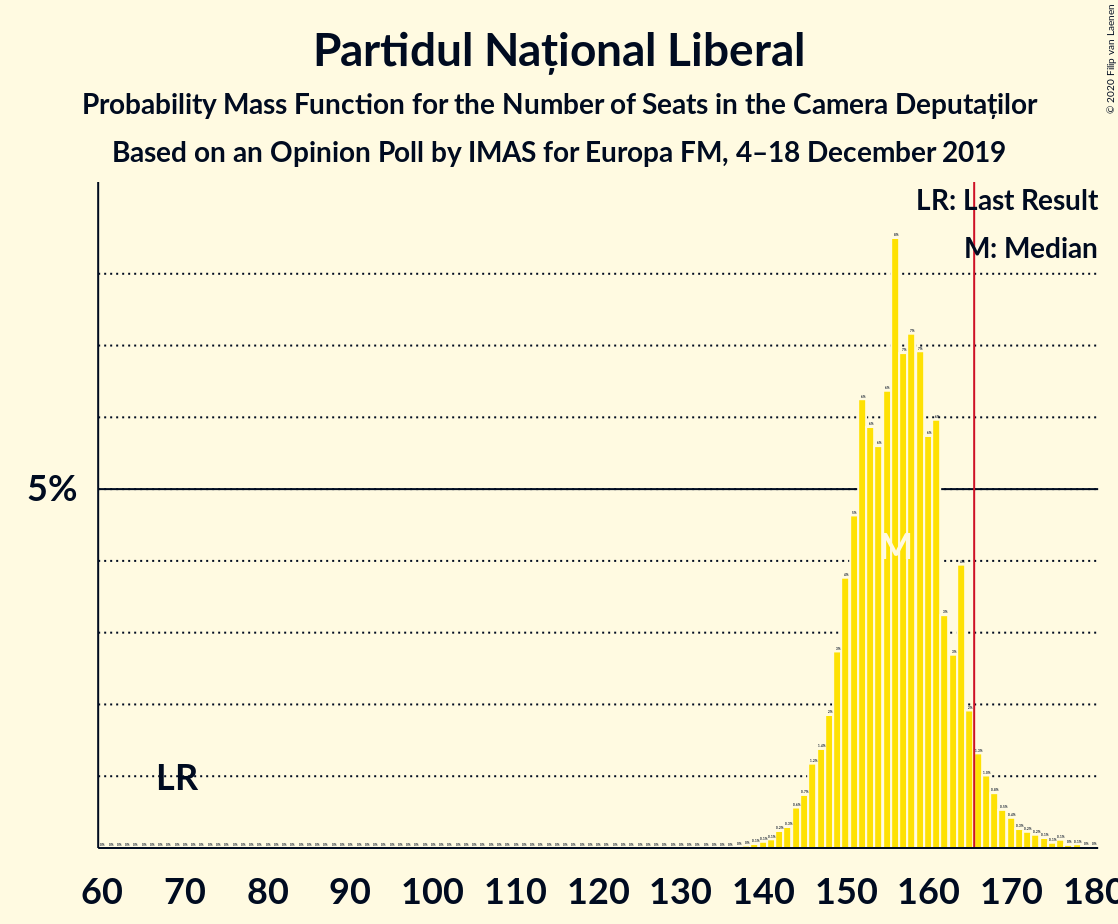 Partidul Național Liberal
Probability Mass Function for the Number of Seats in the Camera Deputaților
Based on an Opinion Poll by IMAS for Europa FM, 4–18 December 2019
© 2020 Filip van Laenen
LR: Last Result
M: Median
5%
M
LR
60 70 80 90 100 110 120 130 140 150 160 170 180